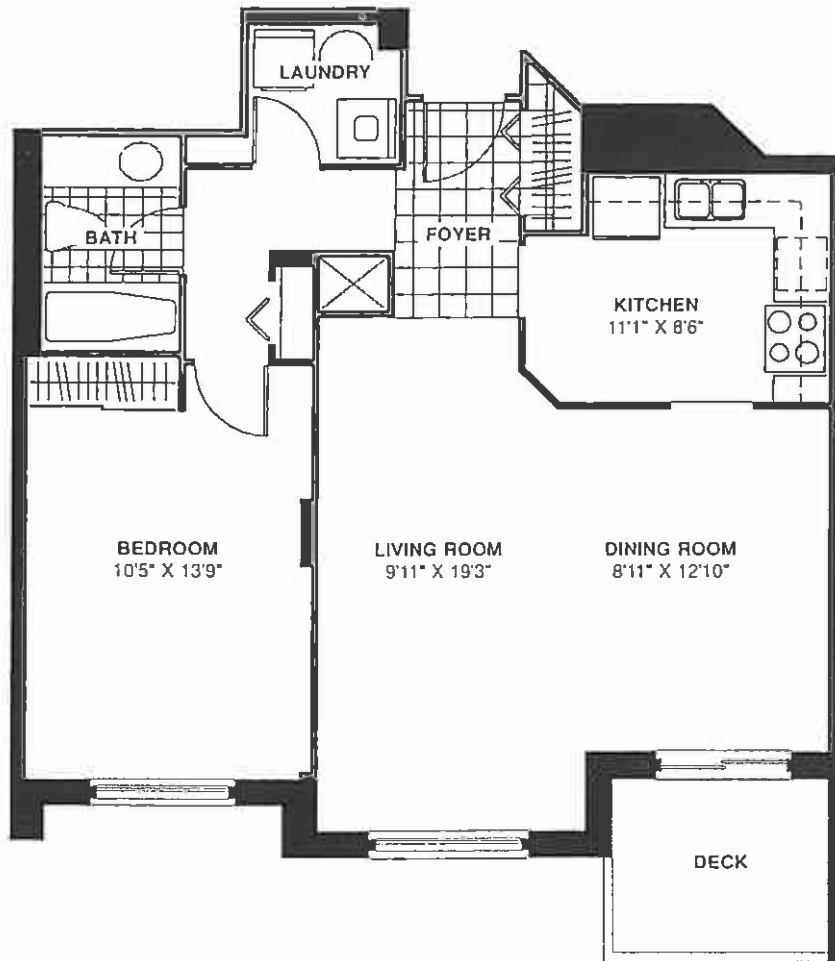 LAUNDRY
BATH
FOYER
KITCHEN
11'1" X 8'6"
BEDROOM
10'5" X 13'9"
LIVING ROOM
9'11" X 19'3"
DINING ROOM
8'11" X 12'10"
DECK